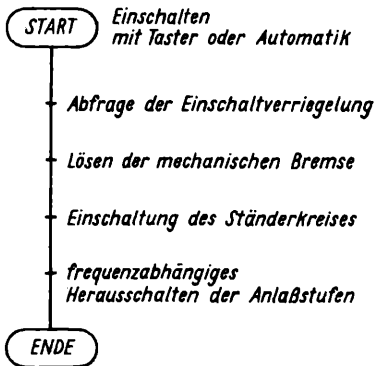 START
Einschalten
mit Taster oder Automatik
Abfrage der Einschaltverriegelung
Lösen der mechanischen Bremse
Einschaltung des Ständerkreises
frequenzabhängiges
Herausschalten der Anlaßstufen
ENDE